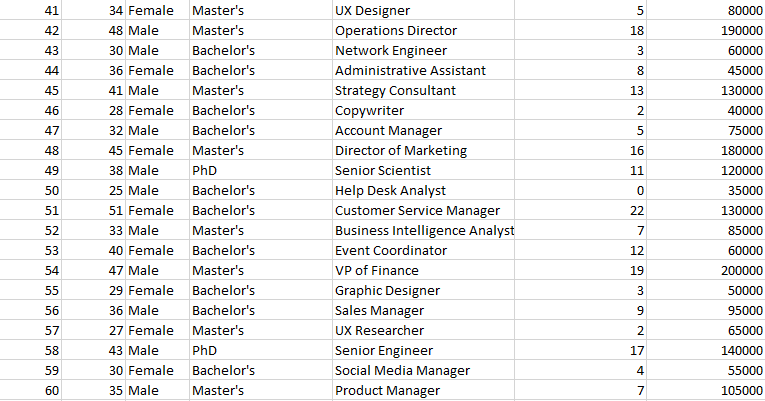 41 34 Female Master's UX Designer 5 80000
42 48 Male Master's Operations Director 18 190000
43 30 Male Bachelor's Network Engineer 3 60000
44 36 Female Bachelor's Administrative Assistant 8 45000
45 41 Male Master's Strategy Consultant 13 130000
46 28 Female Bachelor's Copywriter 2 40000
47 32 Male Bachelor's Account Manager 5 75000
48 45 Female Master's Director of Marketing 16 180000
49 38 Male PhD Senior Scientist 11 120000
50 25 Male Bachelor's Help Desk Analyst 0 35000
51 51 Female Bachelor's Customer Service Manager 22 130000
52 33 Male Master's Business Intelligence Analyst 7 85000
53 40 Female Bachelor's Event Coordinator 12 60000
54 47 Male Master's VP of Finance 19 200000
55 29 Female Bachelor's Graphic Designer 3 50000
56 36 Male Bachelor's Sales Manager 9 95000
57 27 Female Master's UX Researcher 2 65000
58 43 Male PhD Senior Engineer 17 140000
59 30 Female Bachelor's Social Media Manager 4 55000
60 35 Male Master's Product Manager 7 105000